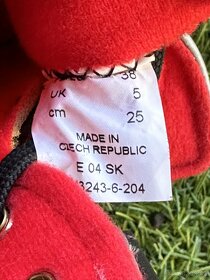 38
UK 5
cm 25
MADE IN
CZECH REPUBLIC
E 04 SK
3243-6-204